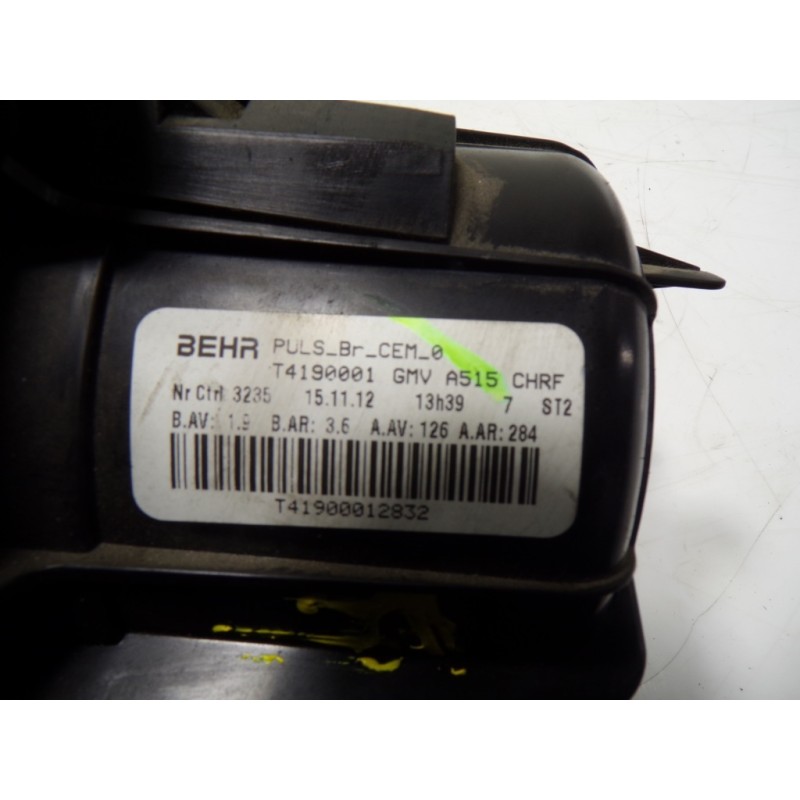 BEHR PULS_Br_CEM_0
T4190001 GMV A515 CHRF
Nr Ctrl 3235 15.11.12 13h39 7 ST2
B.AV: 1.9 B.AR: 3.6 A.AV: 126 A.AR: 284
T41900012832